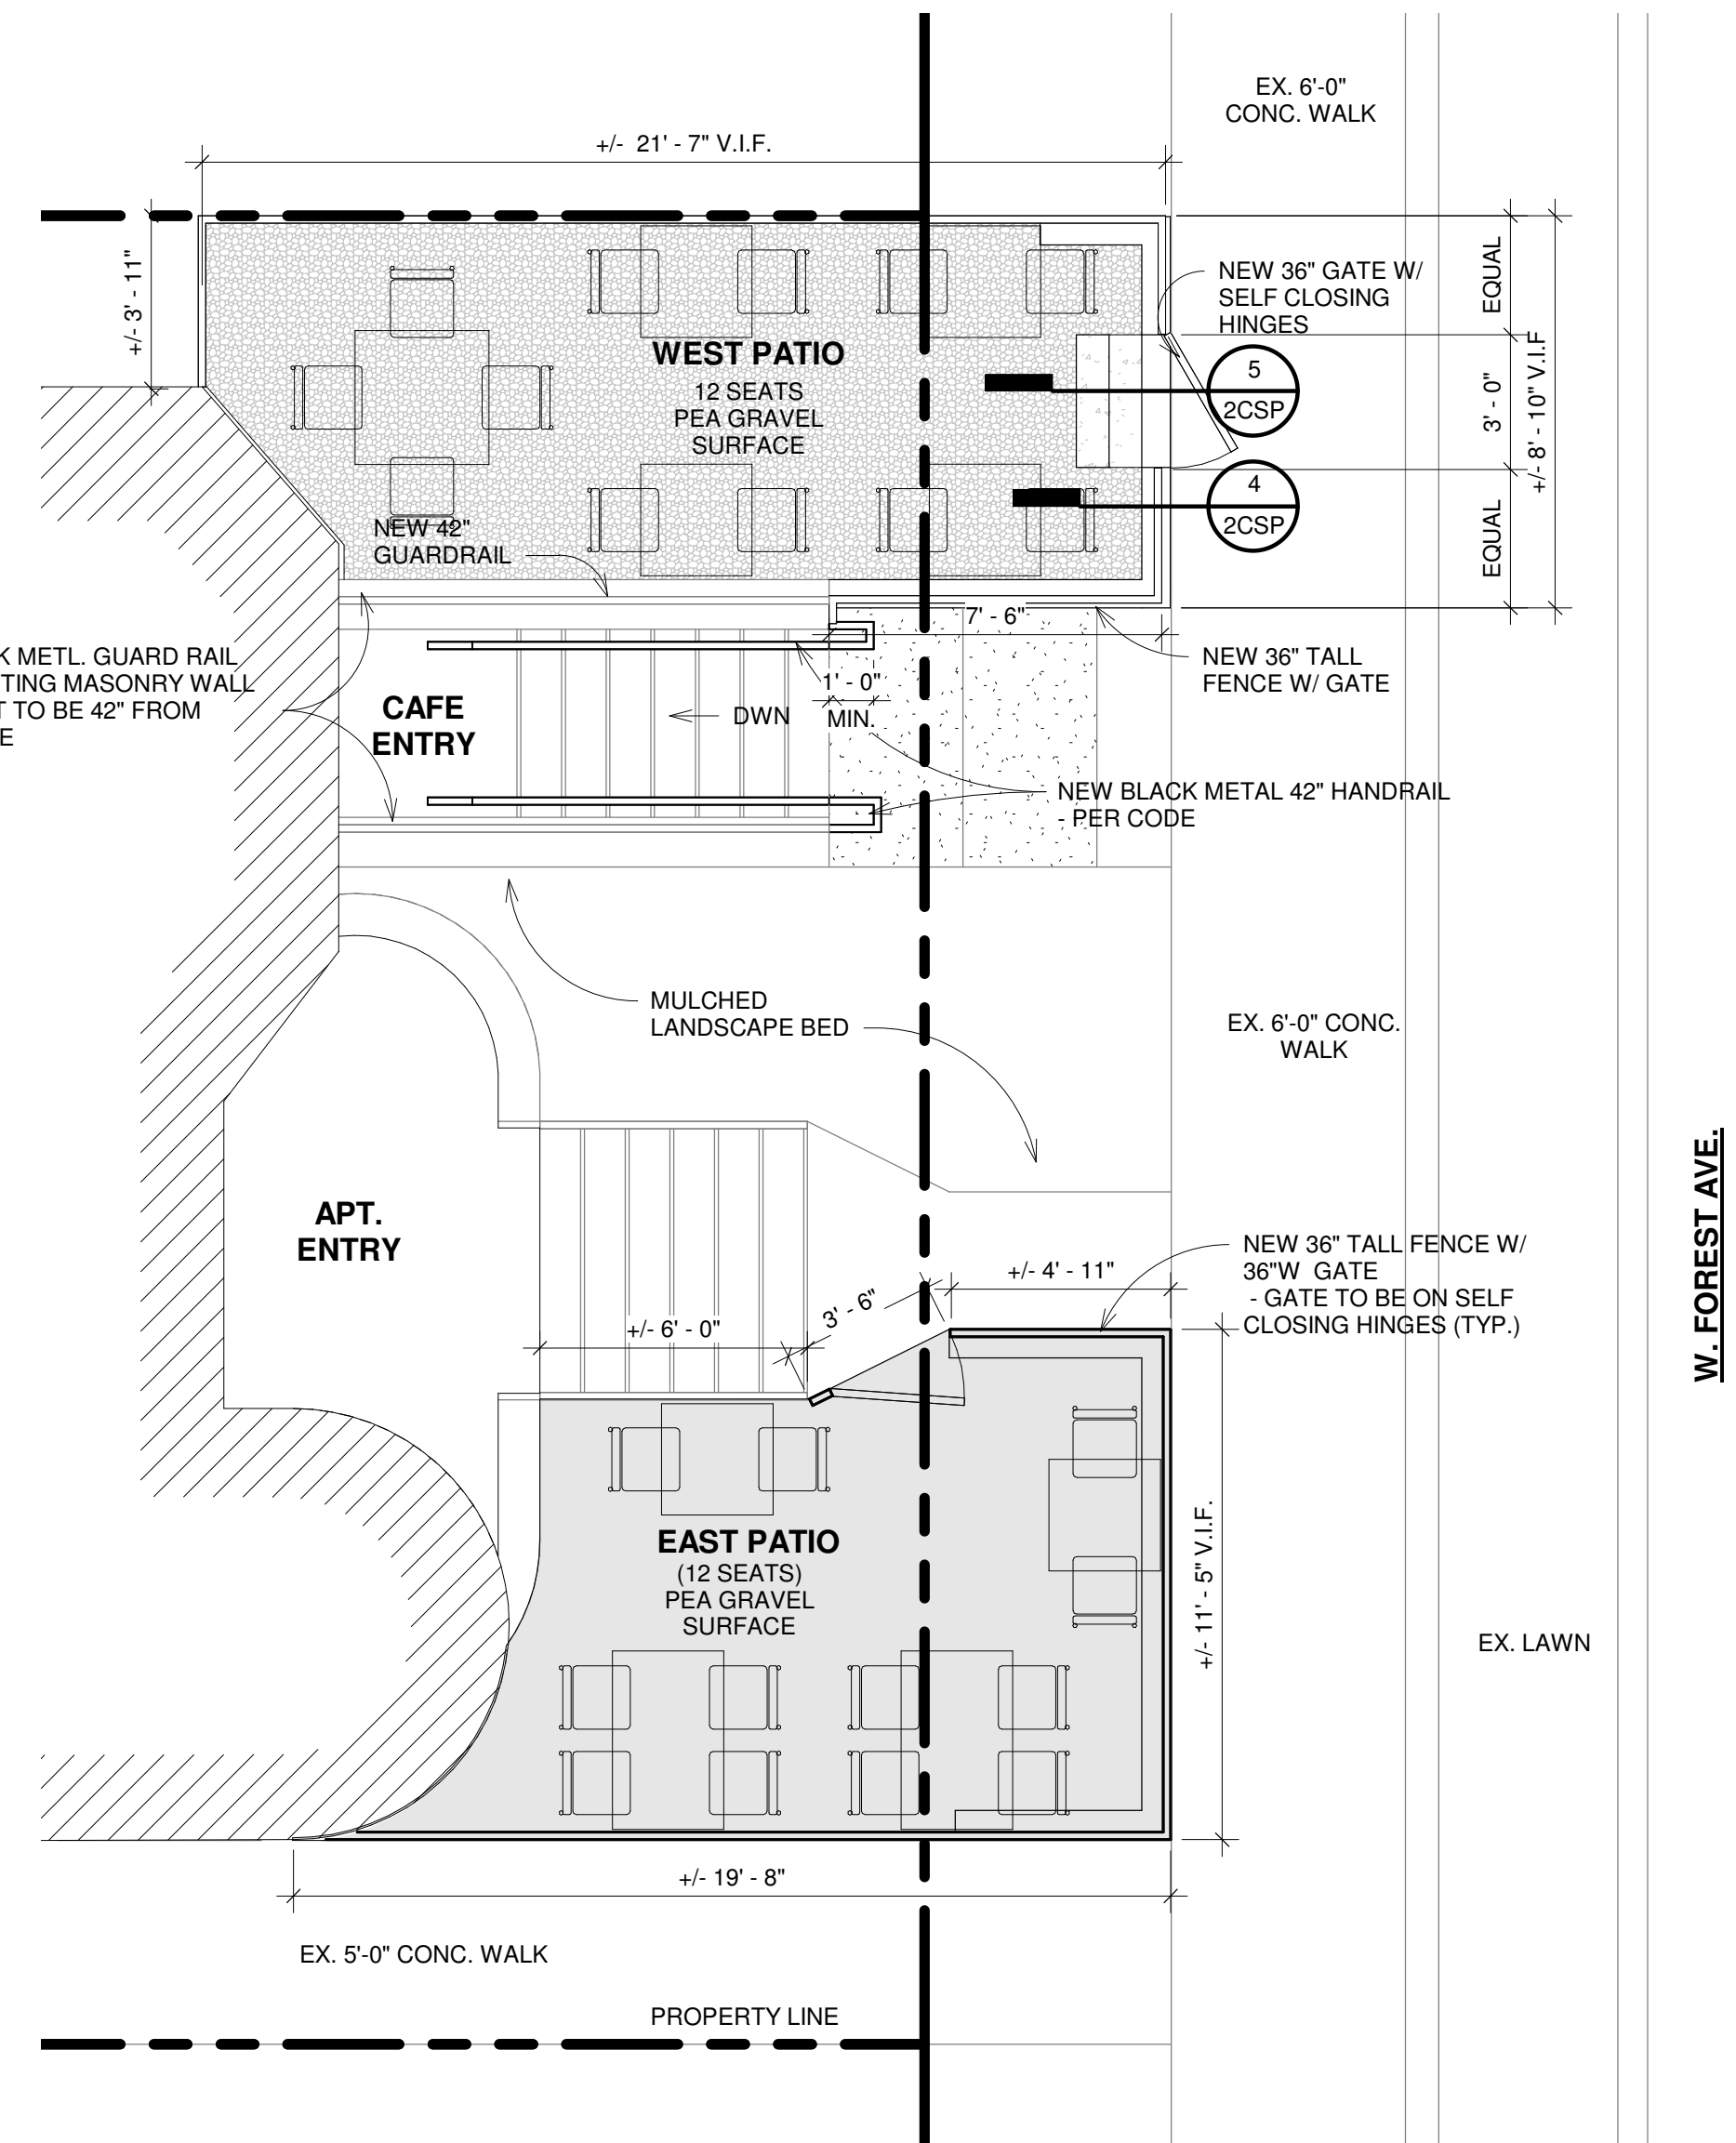 EX. 6'-0"
CONC. WALK
+/-  21' - 7" V.I.F.
+/- 3' - 11"
EQUAL
NEW 36" GATE W/
SELF CLOSING
HINGES
WEST PATIO
12 SEATS
PEA GRAVEL
SURFACE
5
2CSP
3' - 0"
+/- 8' - 10" V.I.F
4
2CSP
EQUAL
NEW 42"
GUARDRAIL
7' - 6"
K METL. GUARD RAIL
TING MASONRY WALL
T TO BE 42" FROM
E
NEW 36" TALL
FENCE W/ GATE
CAFE
ENTRY
DWN
1' - 0"
MIN.
NEW BLACK METAL 42" HANDRAIL
- PER CODE
MULCHED
LANDSCAPE BED
EX. 6'-0" CONC.
WALK
W. FOREST AVE.
APT.
ENTRY
NEW 36" TALL FENCE W/
36"W  GATE
- GATE TO BE ON SELF
CLOSING HINGES (TYP.)
+/- 4' - 11"
3' - 6"
+/- 6' - 0"
EAST PATIO
(12 SEATS)
PEA GRAVEL
SURFACE
+/- 11' - 5" V.I.F.
EX. LAWN
+/- 19' - 8"
EX. 5'-0" CONC. WALK
PROPERTY LINE